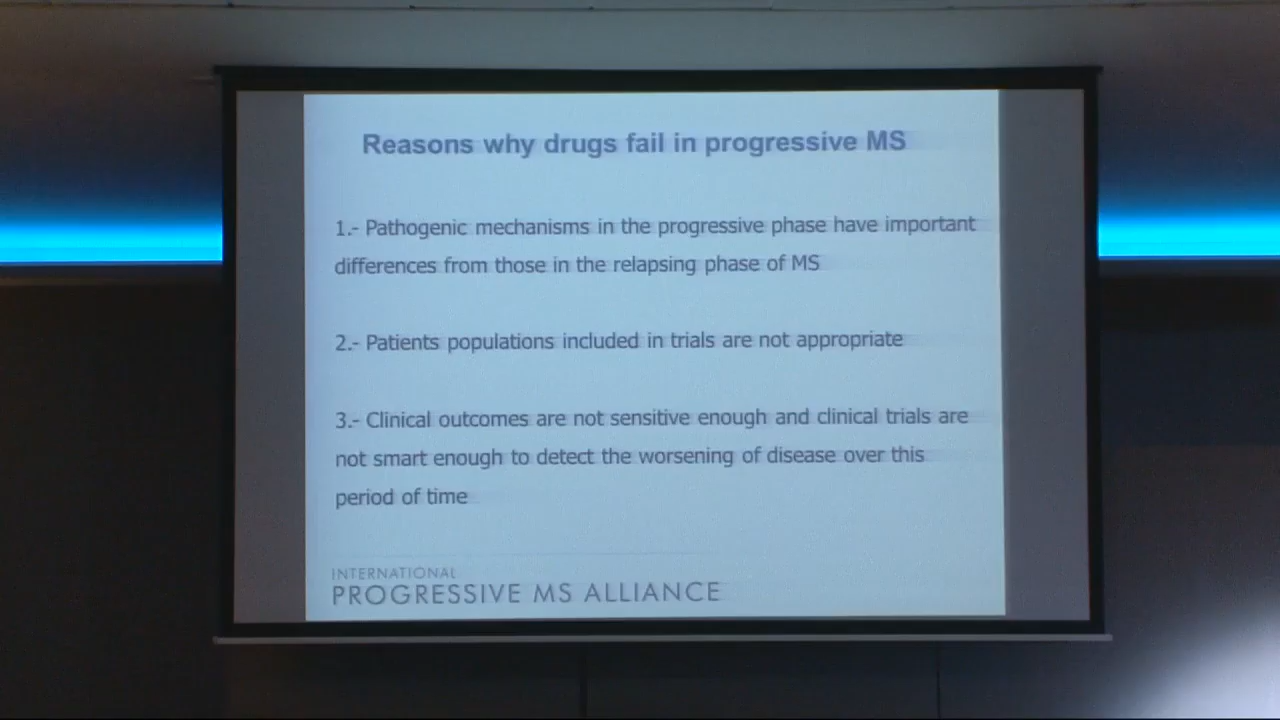 Reasons why drugs fail in progressive MS
1.- Pathogenic mechanisms in the progressive phase have important
differences from those in the relapsing phase of MS
2.- Patients populations included in trials are not appropriate
3.- Clinical outcomes are not sensitive enough and clinical trials are
not smart enough to detect the worsening of disease over this
period of time
INTERNATIONAL
PROGRESSIVE MS ALLIANCE